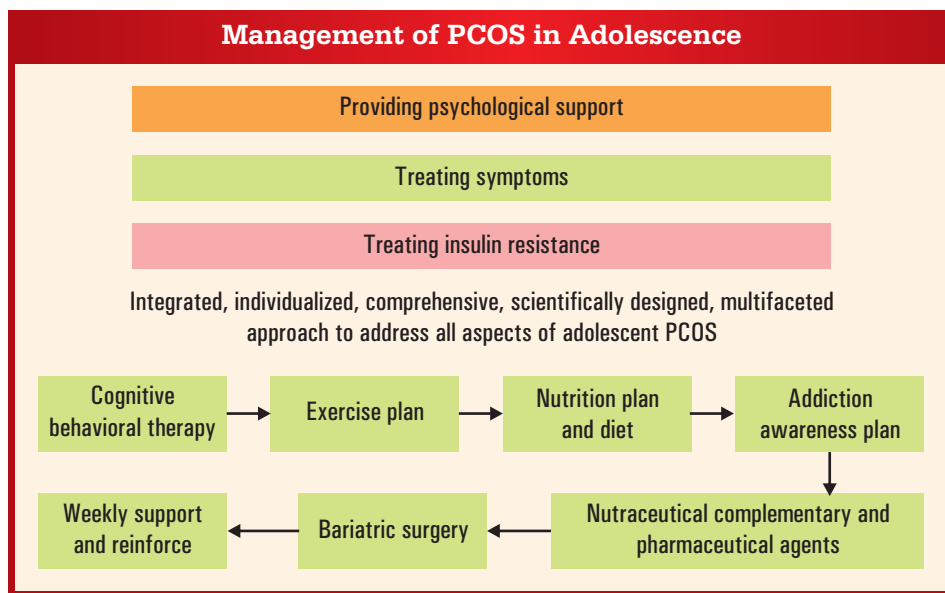 Management of PCOS in Adolescence
Providing psychological support
Treating symptoms
Treating insulin resistance
Integrated, individualized, comprehensive, scientifically designed, multifaceted
approach to address all aspects of adolescent PCOS
Cognitive
behavioral therapy
Exercise plan
Nutrition plan
and diet
Addiction
awareness plan
Nutraceutical complementary and
pharmaceutical agents
Bariatric surgery
Weekly support
and reinforce